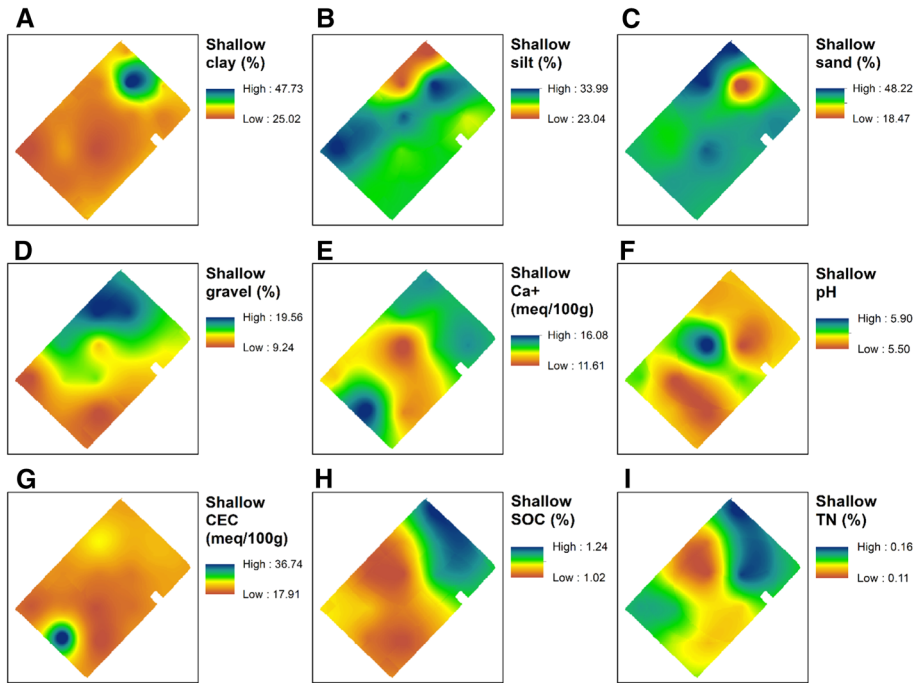 A
Shallow
clay (%)
High : 47.73
Low : 25.02
B
Shallow
silt (%)
High : 33.99
Low : 23.04
C
Shallow
sand (%)
High : 48.22
Low : 18.47
D
Shallow
gravel (%)
High : 19.56
Low : 9.24
E
Shallow
Ca+
(meq/100g)
High : 16.08
Low : 11.61
F
Shallow
pH
High : 5.90
Low : 5.50
G
Shallow
CEC
(meq/100g)
High : 36.74
Low : 17.91
H
Shallow
SOC (%)
High : 1.24
Low : 1.02
I
Shallow
TN (%)
High : 0.16
Low : 0.11